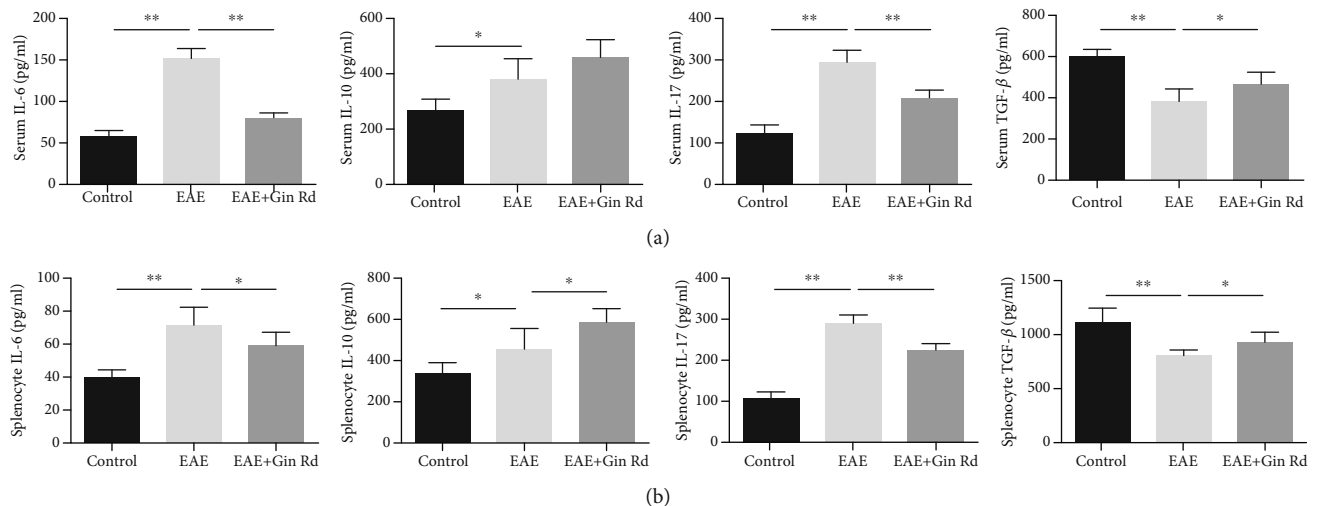 Serum IL-6 (pg/ml)
200
150
100
50
0
** **
Control EAE EAE+Gin Rd
Serum IL-10 (pg/ml)
600
400
200
0
*
Control EAE EAE+Gin Rd
Serum IL-17 (pg/ml)
400
300
200
100
0
** **
Control EAE EAE+Gin Rd
Serum TGF-β (pg/ml)
800
600
400
200
0
** *
Control EAE EAE+Gin Rd
(a)
Splenocyte IL-6 (pg/ml)
100
80
60
40
20
0
** *
Control EAE EAE+Gin Rd
Splenocyte IL-10 (pg/ml)
800
600
400
200
0
* *
Control EAE EAE+Gin Rd
Splenocyte IL-17 (pg/ml)
400
300
200
100
0
** **
Control EAE EAE+Gin Rd
Splenocyte TGF-β (pg/ml)
1500
1000
500
0
** *
Control EAE EAE+Gin Rd
(b)